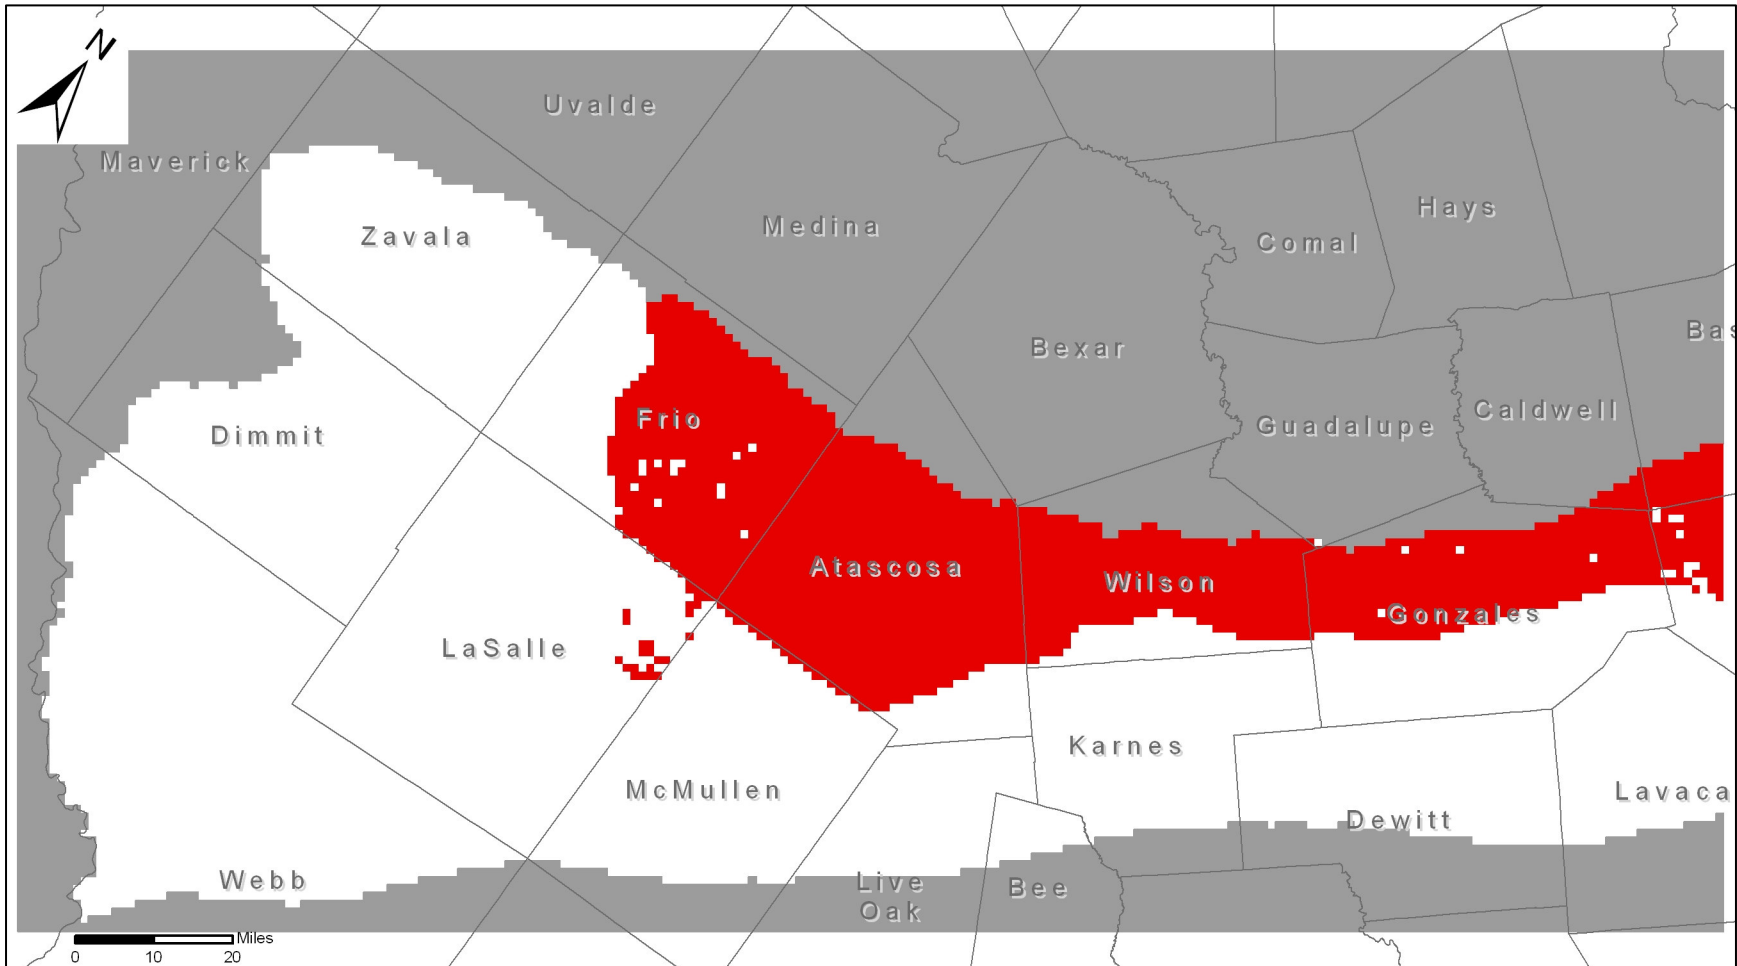 N
Uvalde
Maverick
Zavala
Medina
Hays
Comal
Bas
Bexar
Frio
Dimmit
Caldwell
Guadalupe
Atascosa
Wilson
Gonzales
LaSalle
Karnes
McMullen
Lavaca
Dewitt
Webb
Live
Oak
Bee
Miles
0 10 20